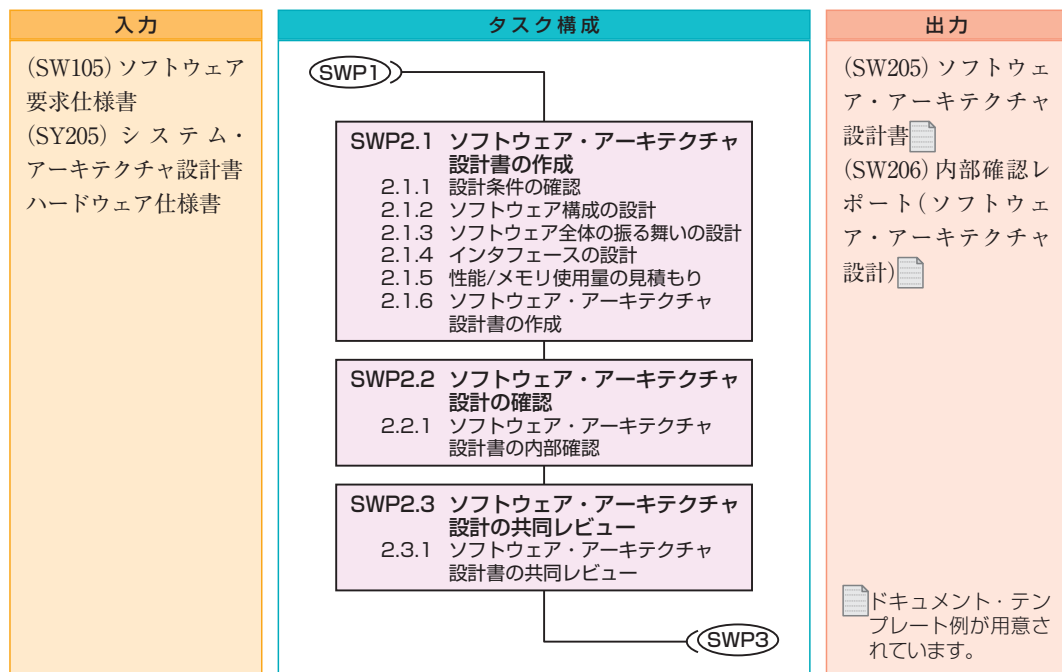 入力
(SW105)ソフトウェア
要求仕様書
(SY205)システム・
アーキテクチャ設計書
ハードウェア仕様書
タスク構成
SWP1
SWP2.1 ソフトウェア・アーキテクチャ
設計書の作成
2.1.1 設計条件の確認
2.1.2 ソフトウェア構成の設計
2.1.3 ソフトウェア全体の振る舞いの設計
2.1.4 インタフェースの設計
2.1.5 性能/メモリ使用量の見積もり
2.1.6 ソフトウェア・アーキテクチャ
設計書の作成
SWP2.2 ソフトウェア・アーキテクチャ
設計の確認
2.2.1 ソフトウェア・アーキテクチャ
設計書の内部確認
SWP2.3 ソフトウェア・アーキテクチャ
設計の共同レビュー
2.3.1 ソフトウェア・アーキテクチャ
設計書の共同レビュー
SWP3
出力
(SW205)ソフトウェ
ア・アーキテクチャ
設計書
(SW206)内部確認レ
ポート(ソフトウェ
ア・アーキテクチャ
設計)
ドキュメント・テン
プレート例が用意さ
れています。